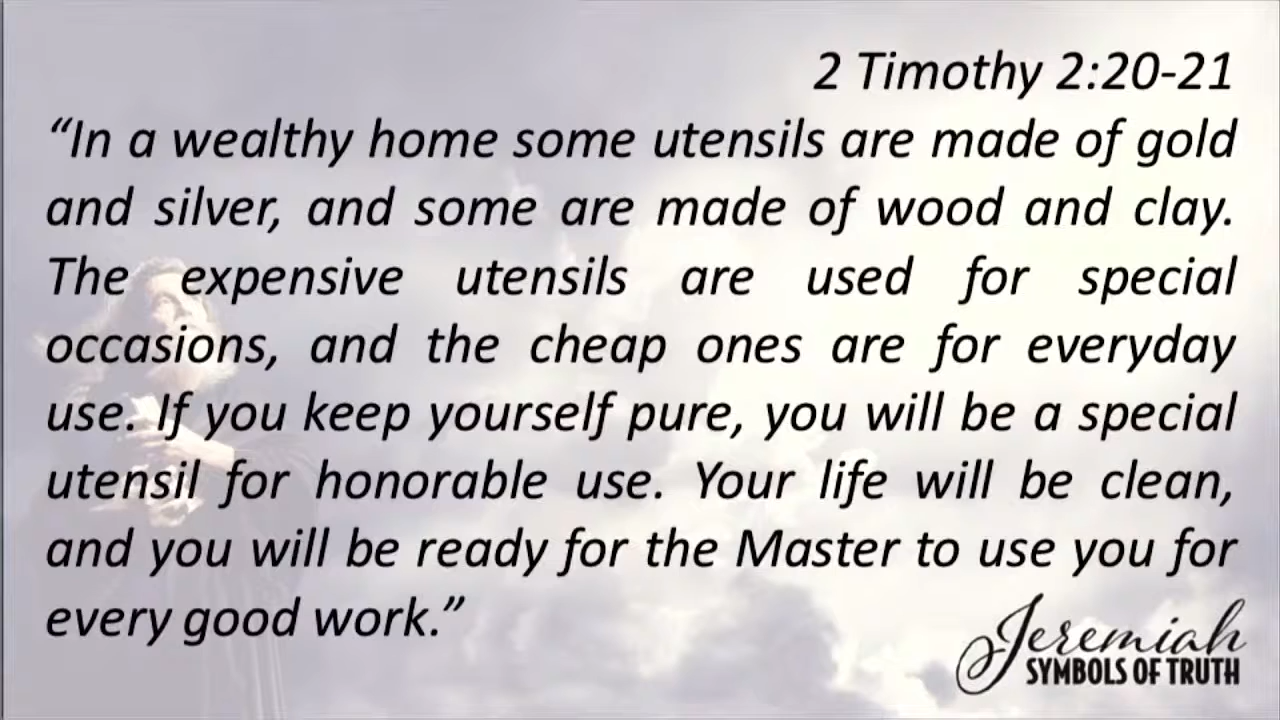 2 Timothy 2:20-21
“In a wealthy home some utensils are made of gold
and silver, and some are made of wood and clay.
The expensive utensils are used for special
occasions, and the cheap ones are for everyday
use. If you keep yourself pure, you will be a special
utensil for honorable use. Your life will be clean,
and you will be ready for the Master to use you for
every good work.”
Jeremiah
SYMBOLS OF TRUTH